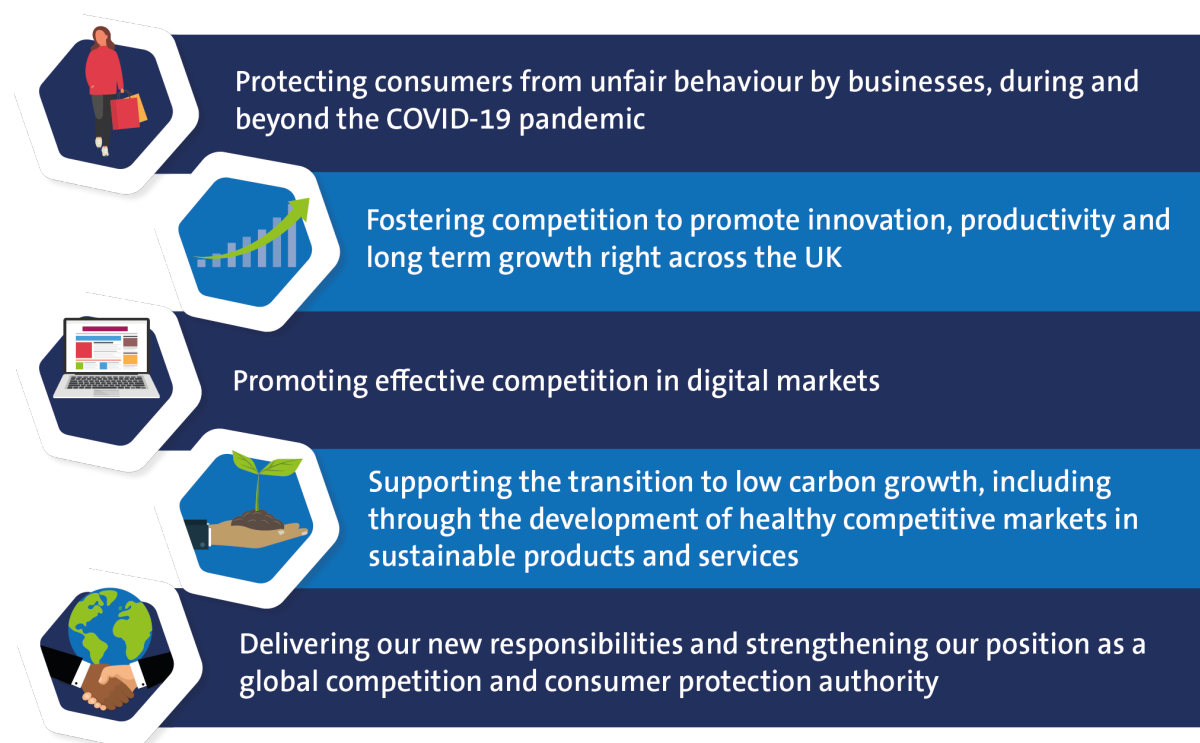 Protecting consumers from unfair behaviour by businesses, during and
beyond the COVID-19 pandemic
Fostering competition to promote innovation, productivity and
long term growth right across the UK
Promoting effective competition in digital markets
Supporting the transition to low carbon growth, including
through the development of healthy competitive markets in
sustainable products and services
Delivering our new responsibilities and strengthening our position as a
global competition and consumer protection authority